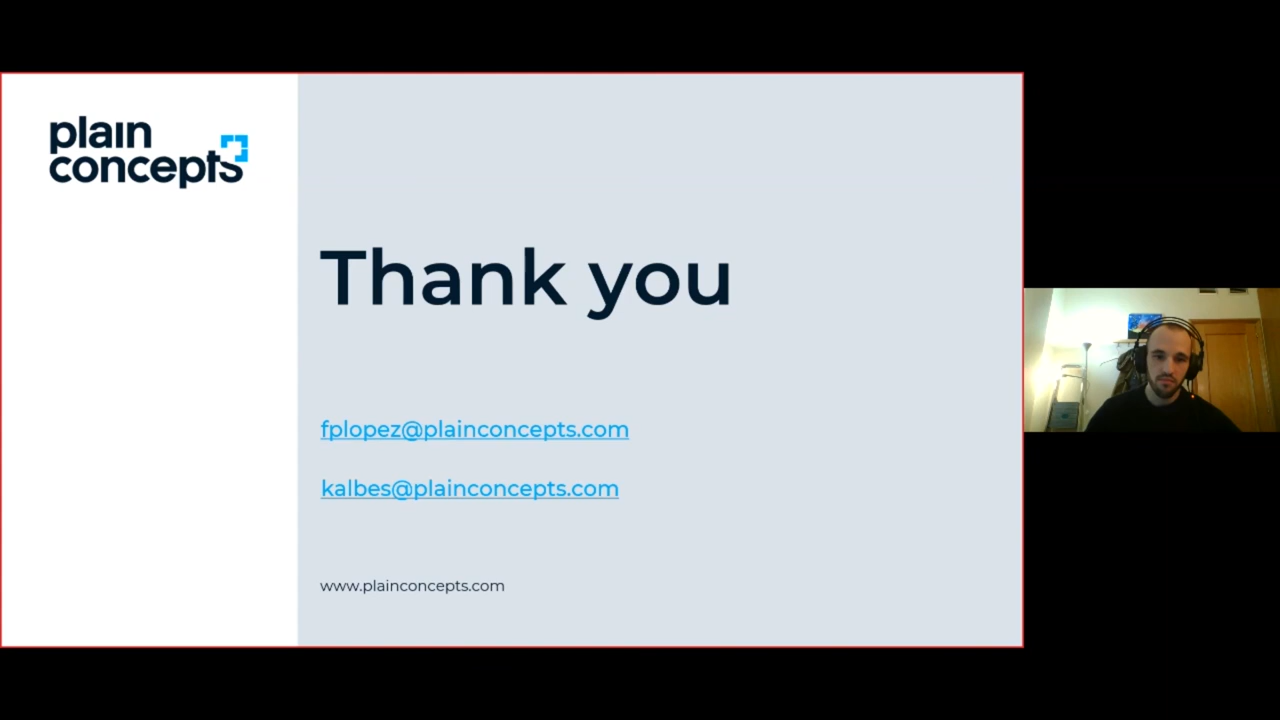 plain
concepts
Thank you
fplopez@plainconcepts.com
kalbes@plainconcepts.com
www.plainconcepts.com